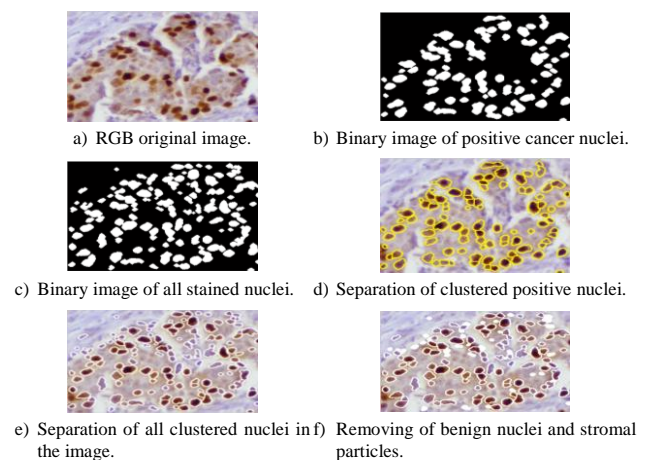 a) RGB original image.
b) Binary image of positive cancer nuclei.
c) Binary image of all stained nuclei.
d) Separation of clustered positive nuclei.
e) Separation of all clustered nuclei in
the image.
f) Removing of benign nuclei and stromal
particles.